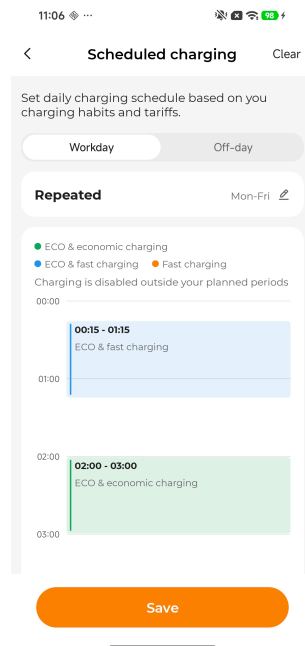 11:06
98
Scheduled charging
Clear
Set daily charging schedule based on you
charging habits and tariffs.
Workday
Off-day
Repeated
Mon-Fri
ECO & economic charging
ECO & fast charging
Fast charging
Charging is disabled outside your planned periods
00:00
00:15 - 01:15
ECO & fast charging
01:00
02:00
02:00 - 03:00
ECO & economic charging
03:00
Save